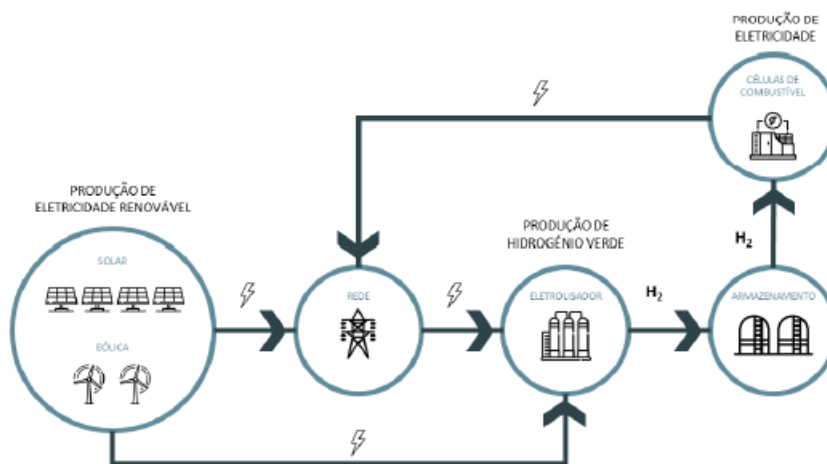 PRODUÇÃO DE
ELETRICIDADE
CÉLULAS DE
COMBUSTÍVEL
PRODUÇÃO DE
ELETRICIDADE RENOVÁVEL
SOLAR
EÓLICA
REDE
PRODUÇÃO DE
HIDROGÉNIO VERDE
ELETROLISADOR
H₂
ARMAZENAMENTO
H₂